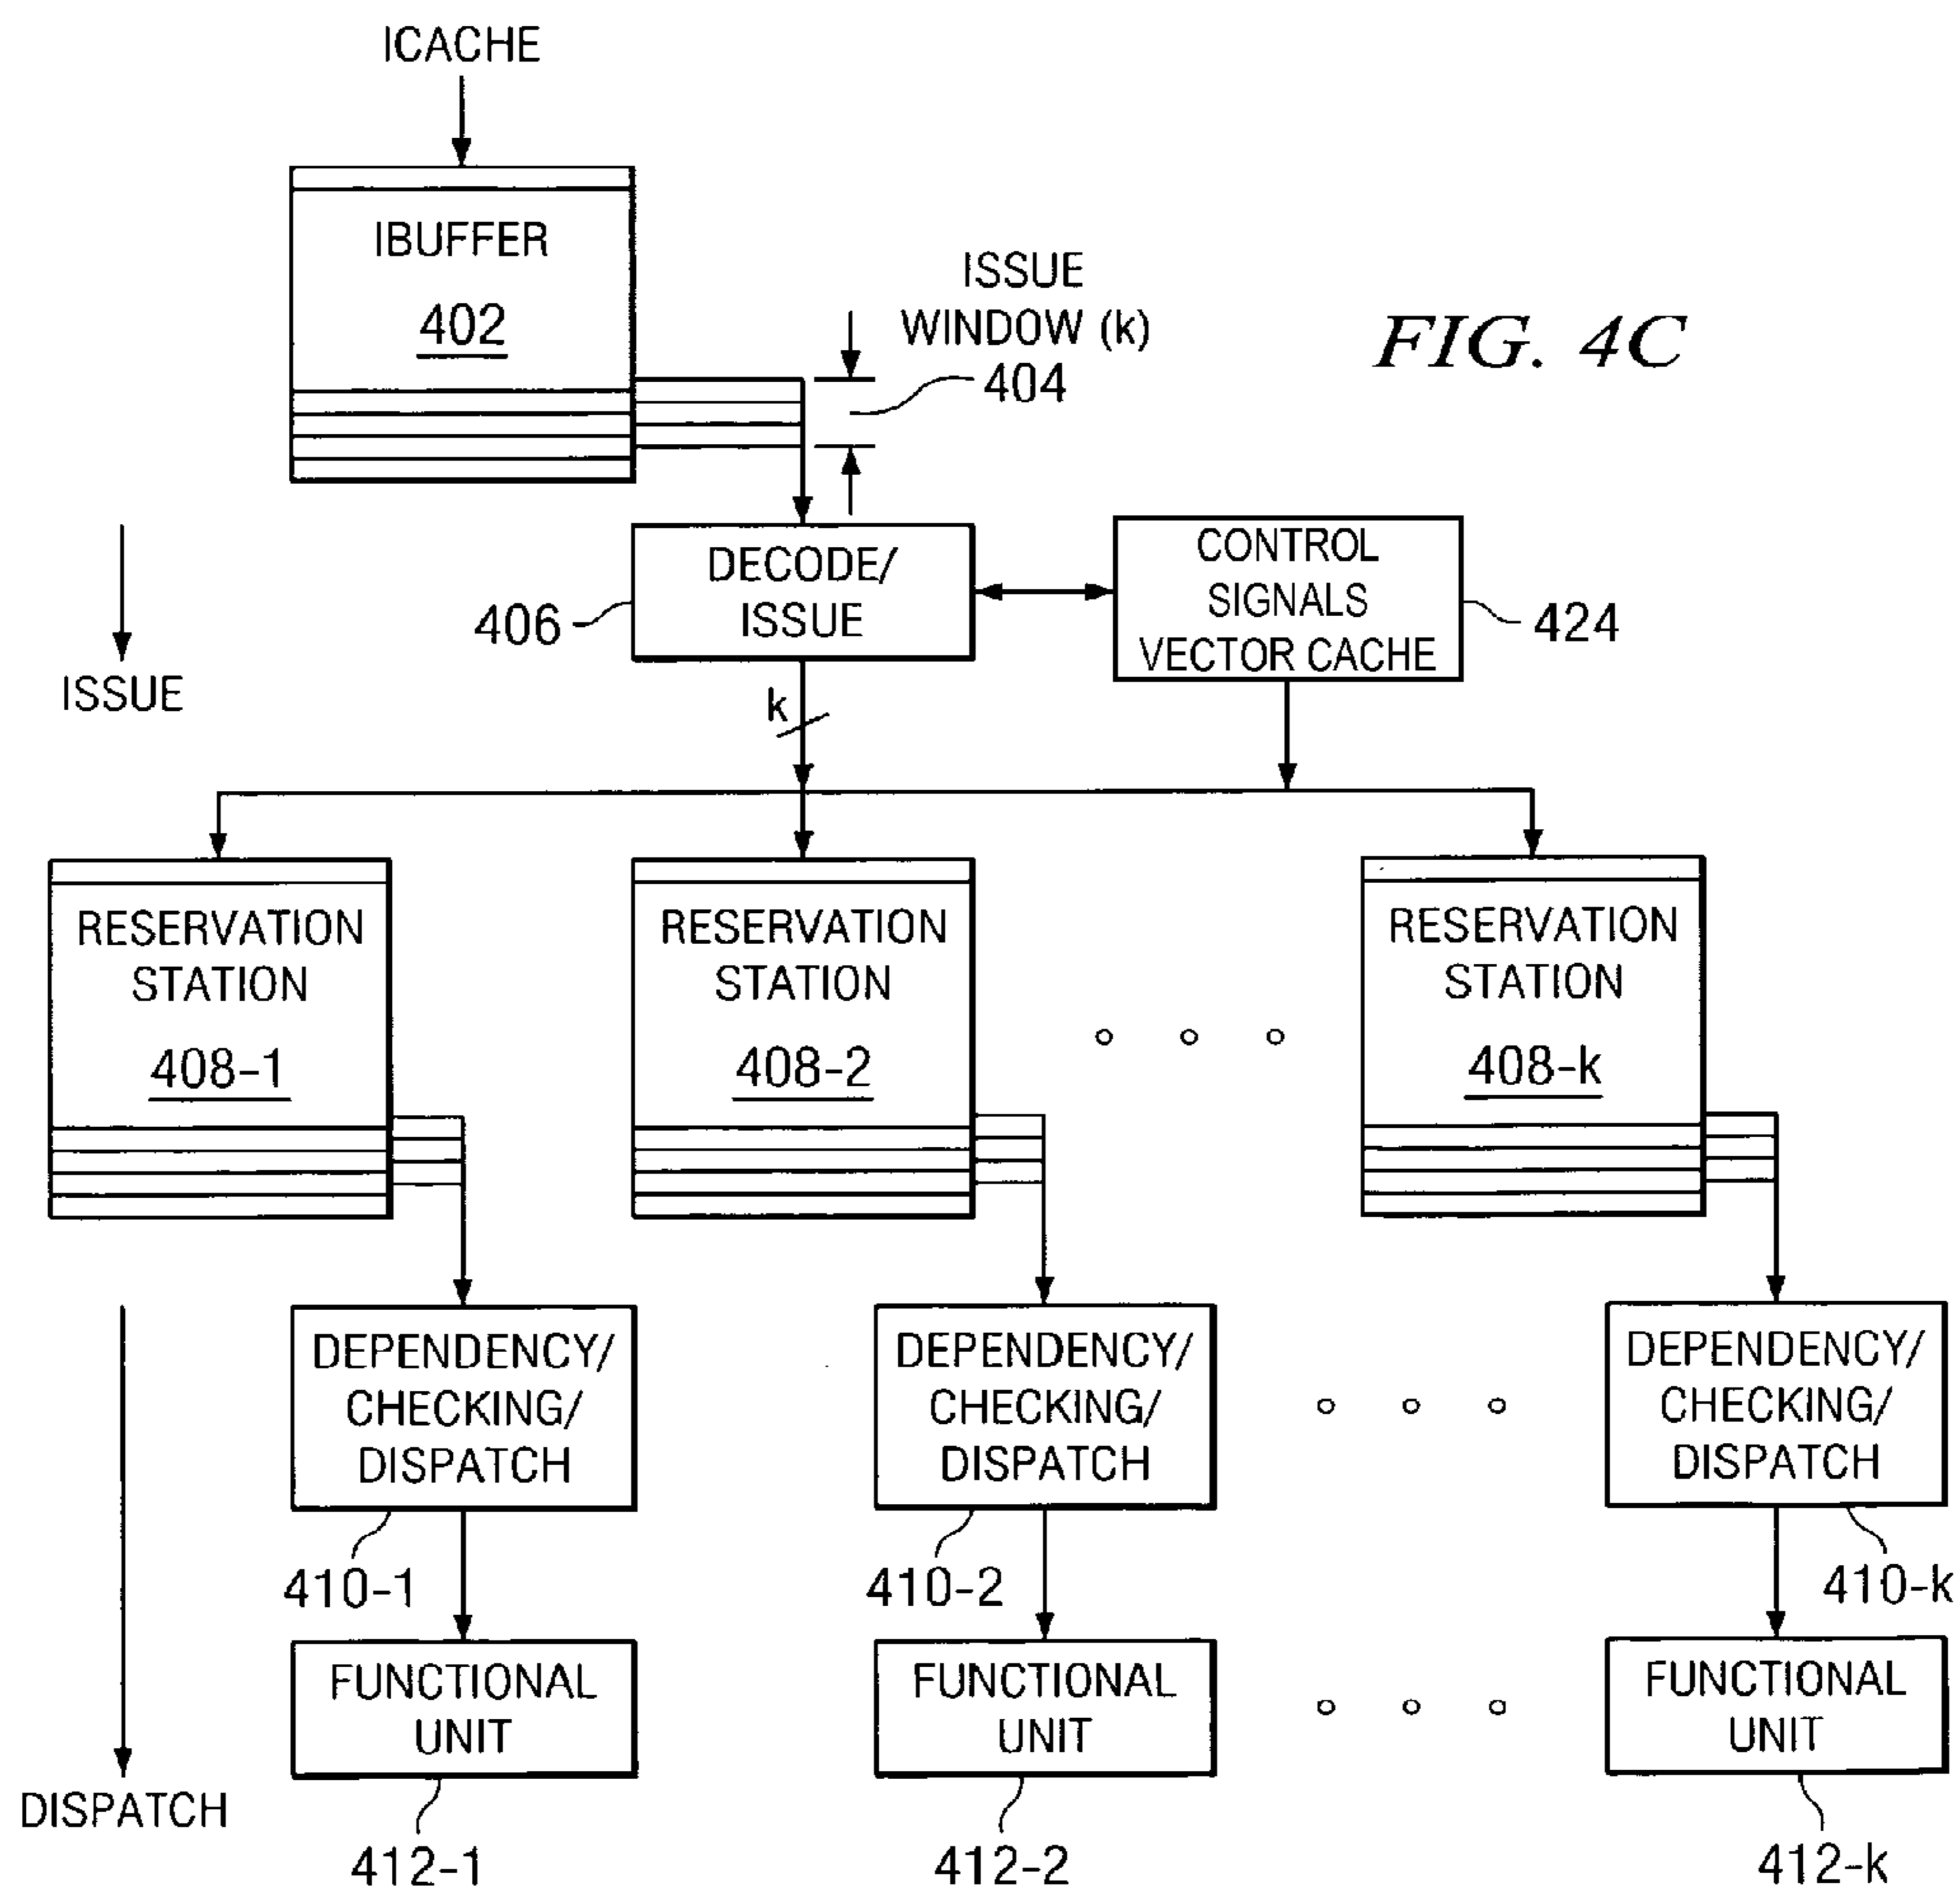 ICACHE
IBUFFER
402
ISSUE
WINDOW (k)
404
FIG. 4C
DECODE/
ISSUE
406
CONTROL
SIGNALS
VECTOR CACHE
424
ISSUE
k
RESERVATION
STATION
408-1
RESERVATION
STATION
408-2
RESERVATION
STATION
408-k
DEPENDENCY/
CHECKING/
DISPATCH
410-1
DEPENDENCY/
CHECKING/
DISPATCH
410-2
DEPENDENCY/
CHECKING/
DISPATCH
410-k
FUNCTIONAL
UNIT
412-1
FUNCTIONAL
UNIT
412-2
FUNCTIONAL
UNIT
412-k
DISPATCH